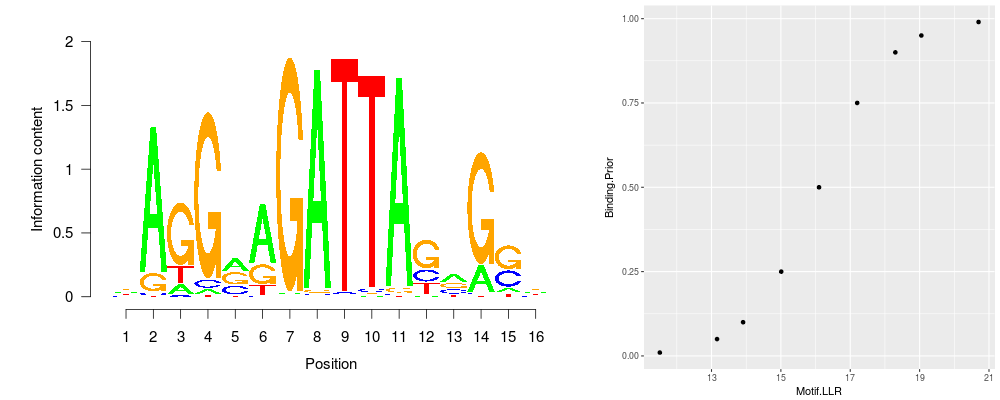 2
1.5
1
0.5
0
Information content
1 2 3 4 5 6 7 8 9 10 11 12 13 14 15 16
Position
A G G A A G A T T A G A G G
G T C G G C A C
A A C T T
1.00
0.75
0.50
0.25
0.00
Binding.Prior
13 15 17 19 21
Motif.LLR